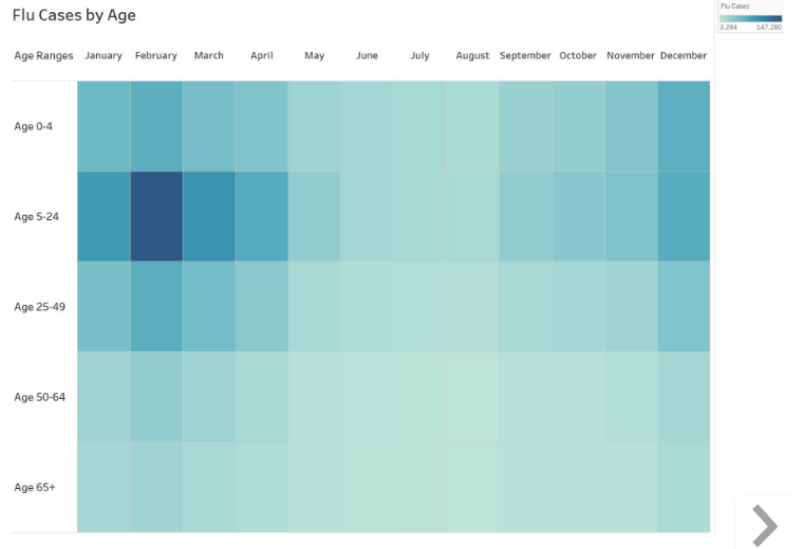 Flu Cases by Age
Flu Cases
3,284 147,280
Age Ranges January February March April May June July August September October November December
Age 0-4
Age 5-24
Age 25-49
Age 50-64
Age 65+